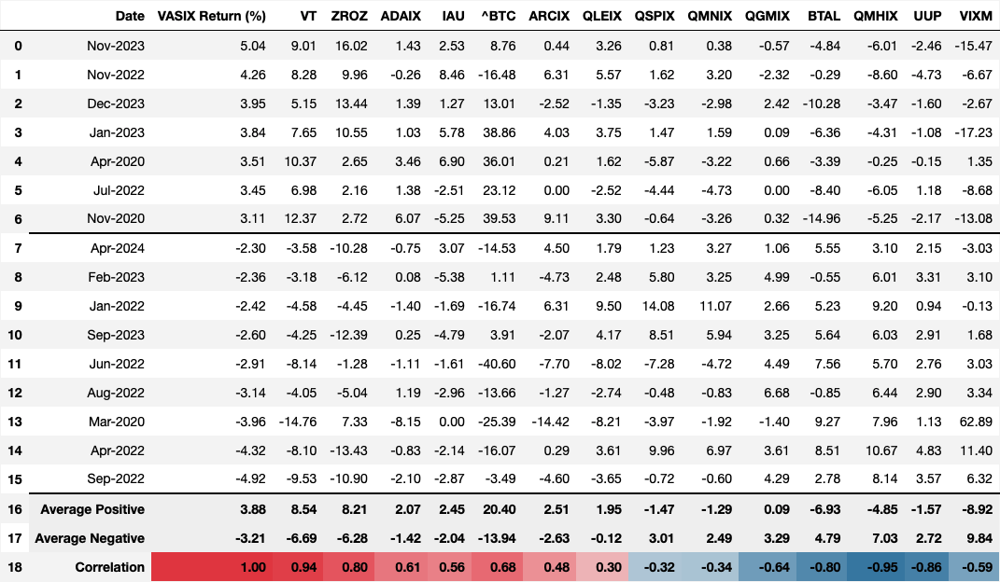 Date VASIX Return (%) VT ZROZ ADAIX IAU ^BTC ARCIX QLEIX QSPIX QMNIX QGMIX BTAL QMHIX UUP VIXM
0 Nov-2023 5.04 9.01 16.02 1.43 2.53 8.76 0.44 3.26 0.81 0.38 -0.57 -4.84 -6.01 -2.46 -15.47
1 Nov-2022 4.26 8.28 9.96 -0.26 8.46 -16.48 6.31 5.57 1.62 3.20 -2.32 -0.29 -8.60 -4.73 -6.67
2 Dec-2023 3.95 5.15 13.44 1.39 1.27 13.01 -2.52 -1.35 -3.23 -2.98 2.42 -10.28 -3.47 -1.60 -2.67
3 Jan-2023 3.84 7.65 10.55 1.03 5.78 38.86 4.03 3.75 1.47 1.59 0.09 -6.36 -4.31 -1.08 -17.23
4 Apr-2020 3.51 10.37 2.65 3.46 6.90 36.01 0.21 1.62 -5.87 -3.22 0.66 -3.39 -0.25 -0.15 1.35
5 Jul-2022 3.45 6.98 2.16 1.38 -2.51 23.12 0.00 -2.52 -4.44 -4.73 0.00 -8.40 -6.05 1.18 -8.68
6 Nov-2020 3.11 12.37 2.72 6.07 -5.25 39.53 9.11 3.30 -0.64 -3.26 0.32 -14.96 -5.25 -2.17 -13.08
7 Apr-2024 -2.30 -3.58 -10.28 -0.75 3.07 -14.53 4.50 1.79 1.23 3.27 1.06 5.55 3.10 2.15 -3.03
8 Feb-2023 -2.36 -3.18 -6.12 0.08 -5.38 1.11 -4.73 2.48 5.80 3.25 4.99 -0.55 6.01 3.31 3.10
9 Jan-2022 -2.42 -4.58 -4.45 -1.40 -1.69 -16.74 6.31 9.50 14.08 11.07 2.66 5.23 9.20 0.94 -0.13
10 Sep-2023 -2.60 -4.25 -12.39 0.25 -4.79 3.91 -2.07 4.17 8.51 5.94 3.25 5.64 6.03 2.91 1.68
11 Jun-2022 -2.91 -8.14 -1.28 -1.11 -1.61 -40.60 -7.70 -8.02 -7.28 -4.72 4.49 7.56 5.70 2.76 3.03
12 Aug-2022 -3.14 -4.05 -5.04 1.19 -2.96 -13.66 -1.27 -2.74 -0.48 -0.83 6.68 -0.85 6.44 2.90 3.34
13 Mar-2020 -3.96 -14.76 7.33 -8.15 0.00 -25.39 -14.42 -8.21 -3.97 -1.92 -1.40 9.27 7.96 1.13 62.89
14 Apr-2022 -4.32 -8.10 -13.43 -0.83 -2.14 -16.07 0.29 3.61 9.96 6.97 3.61 8.51 10.67 4.83 11.40
15 Sep-2022 -4.92 -9.53 -10.90 -2.10 -2.87 -3.49 -4.60 -3.65 -0.72 -0.60 4.29 2.78 8.14 3.57 6.32
16 Average Positive 3.88 8.54 8.21 2.07 2.45 20.40 2.51 1.95 -1.47 -1.29 0.09 -6.93 -4.85 -1.57 -8.92
17 Average Negative -3.21 -6.69 -6.28 -1.42 -2.04 -13.94 -2.63 -0.12 3.01 2.49 3.29 4.79 7.03 2.72 9.84
18 Correlation 1.00 0.94 0.80 0.61 0.56 0.68 0.48 0.30 -0.32 -0.34 -0.64 -0.80 -0.95 -0.86 -0.59